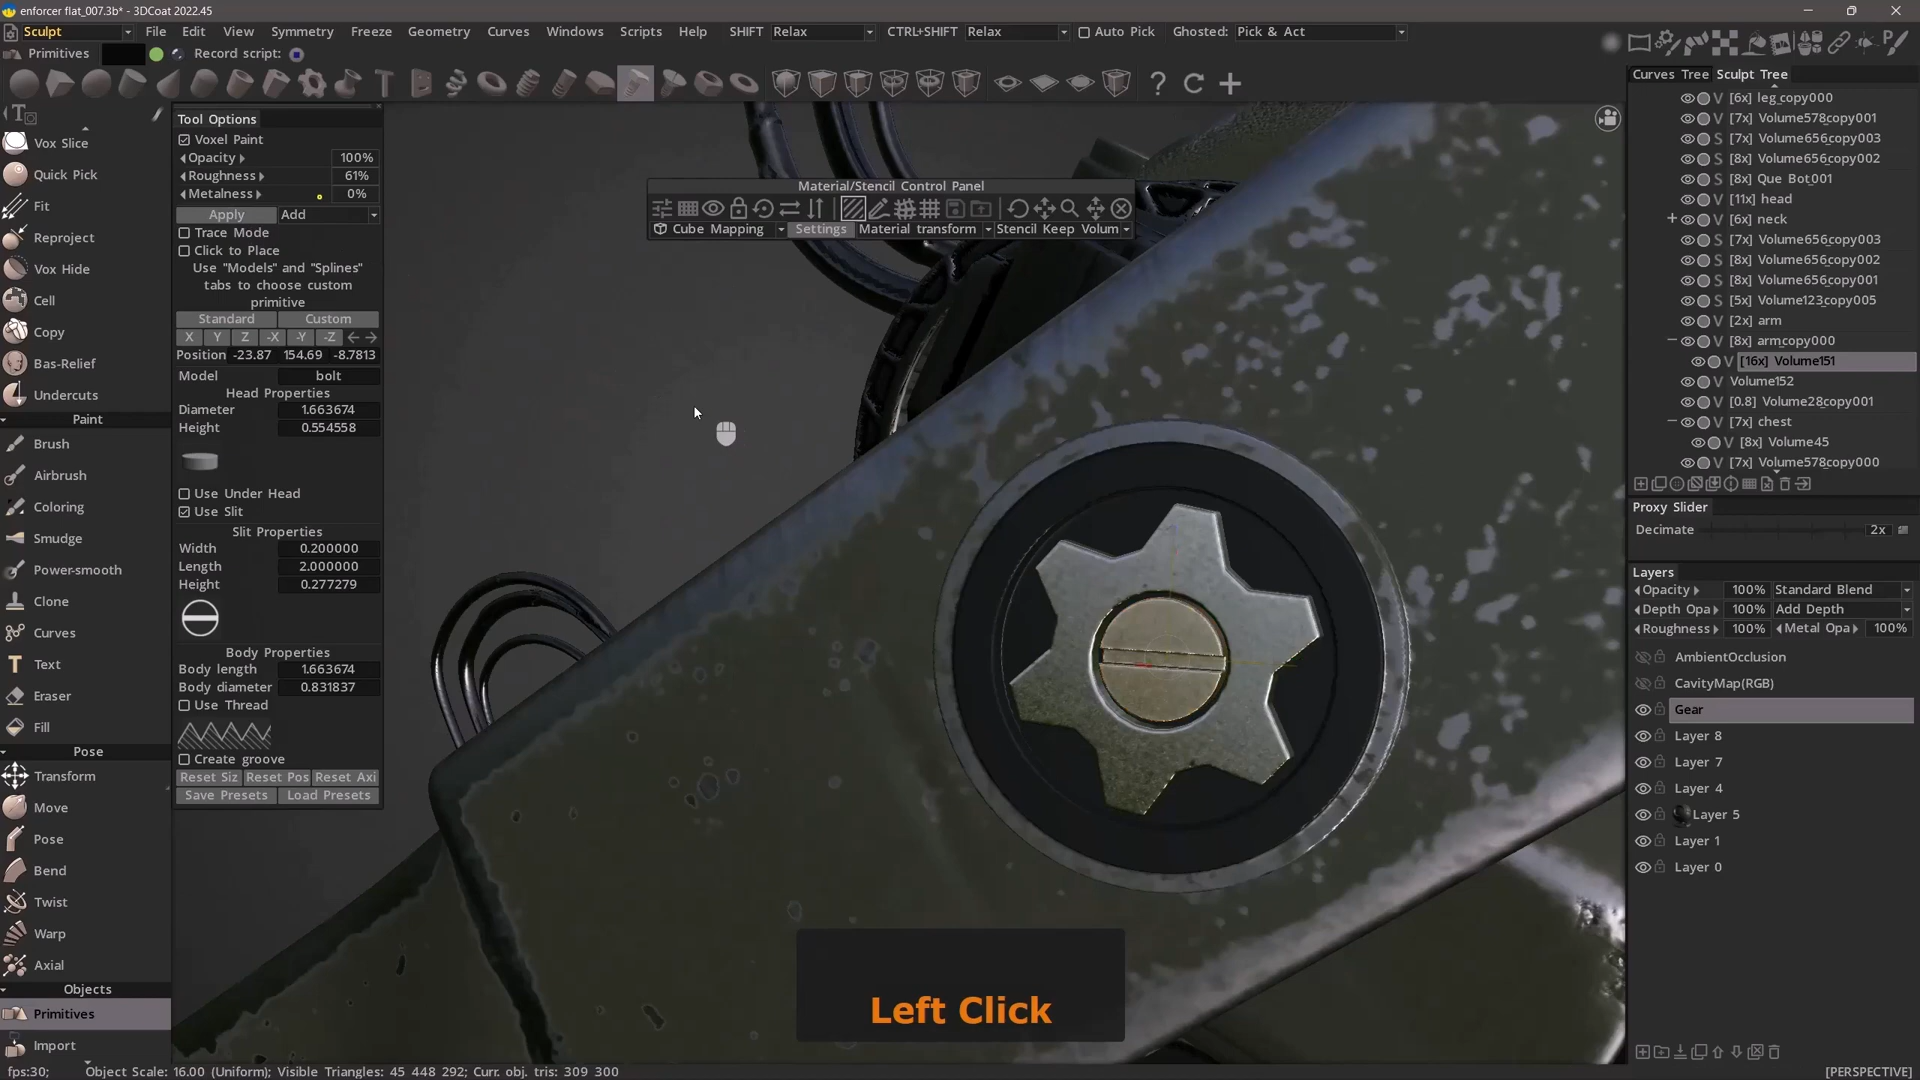 enforcer flat_007.3b* - 3DCoat 2022.45
Sculpt File Edit View Symmetry Freeze Geometry Curves Windows Scripts Help SHIFT Relax CTRL+SHIFT Relax Auto Pick Ghosted: Pick & Act
Primitives Record script:
Tool Options
Voxel Paint
Opacity 100%
Roughness 61%
Metalness 0%
Apply Add
Trace Mode
Click to Place
Use "Models" and "Splines"
tabs to choose custom
primitive
Standard Custom
X Y Z -X -Y -Z
Position -23.87 154.69 -8.7813
Model bolt
Head Properties
Diameter 1.663674
Height 0.554558
Use Under Head
Use Slit
Slit Properties
Width 0.200000
Length 2.000000
Height 0.277279
Body Properties
Body length 1.663674
Body diameter 0.831837
Use Thread
Create groove
Reset Siz Reset Pos Reset Axi
Save Presets Load Presets
Vox Slice
Quick Pick
Fit
Reproject
Vox Hide
Cell
Copy
Bas-Relief
Undercuts
Paint
Brush
Airbrush
Coloring
Smudge
Power-smooth
Clone
Curves
Text
Eraser
Fill
Pose
Transform
Move
Pose
Bend
Twist
Warp
Axial
Objects
Primitives
Import
Material/Stencil Control Panel
Cube Mapping Settings Material transform Stencil Keep Volum
Left Click
Curves Tree Sculpt Tree
V [6x] leg_copy000
V [7x] Volume578_copy001
S [7x] Volume656_copy003
V [8x] Volume656_copy002
S [8x] Que Bot_001
V [11x] head
+ V [6x] neck
S [7x] Volume656_copy003
S [8x] Volume656_copy002
S [8x] Volume656_copy001
S [5x] Volume123_copy005
V [2x] arm
V [8x] arm_copy000
V [16x] Volume151
V Volume152
V [0.8] Volume28_copy001
V [7x] chest
V [8x] Volume45
V [7x] Volume578_copy000
Proxy Slider
Decimate 2x
Layers
Opacity 100% Standard Blend
Depth Opa 100% Add Depth
Roughness 100% Metal Opa 100%
AmbientOcclusion
CavityMap(RGB)
Gear
Layer 8
Layer 7
Layer 4
Layer 5
Layer 1
Layer 0
fps:30; Object Scale: 16.00 (Uniform); Visible Triangles: 45 448 292; Curr. obj. tris: 309 300 [PERSPECTIVE]